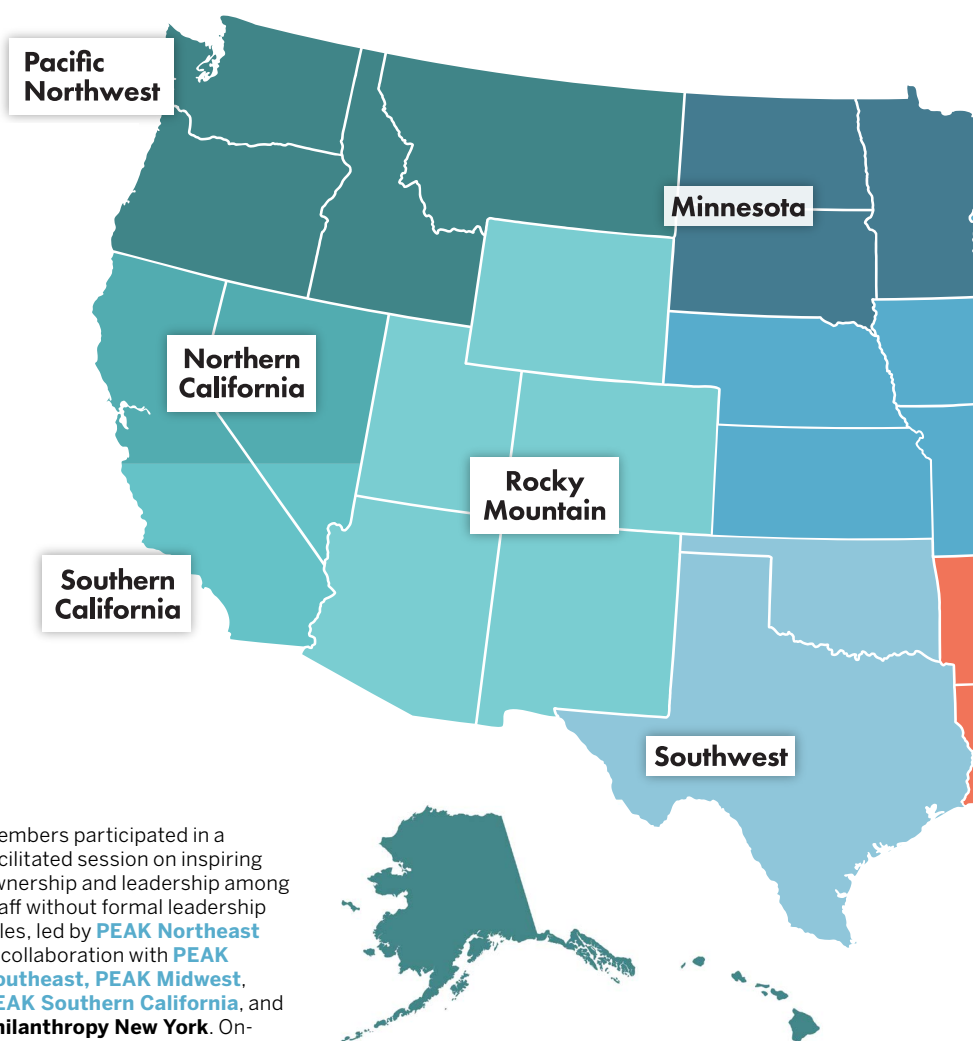 Pacific
Northwest
Minnesota
Northern
California
Rocky
Mountain
Southern
California
Southwest
embers participated in a
cilitated session on inspiring
wnership and leadership among
aff without formal leadership
les, led by PEAK Northeast
collaboration with PEAK
outheast, PEAK Midwest,
EAK Southern California, and
hilanthropy New York. On-